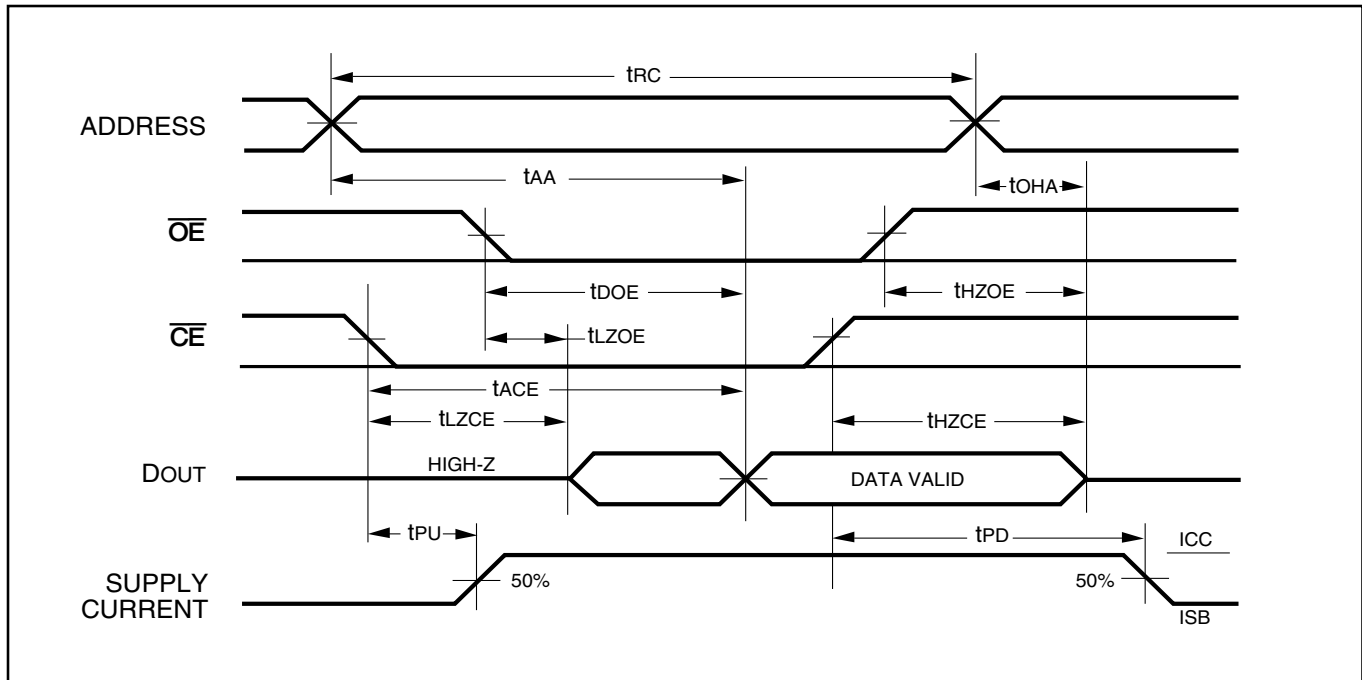 tRC
ADDRESS
tAA
tOHA
OE
tDOE
tHZOE
CE
tLZOE
tACE
tLZCE
tHZCE
DOUT
HIGH-Z
DATA VALID
tPU
tPD
ICC
SUPPLY
CURRENT
50%
50%
ISB